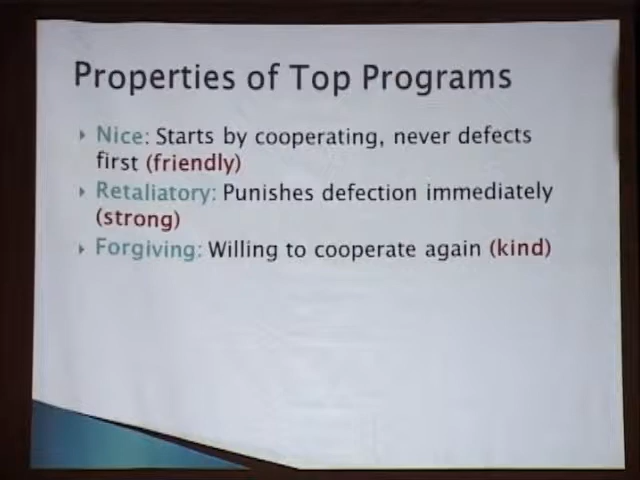 Properties of Top Programs
Nice: Starts by cooperating, never defects
first (friendly)
Retaliatory: Punishes defection immediately
(strong)
Forgiving: Willing to cooperate again (kind)